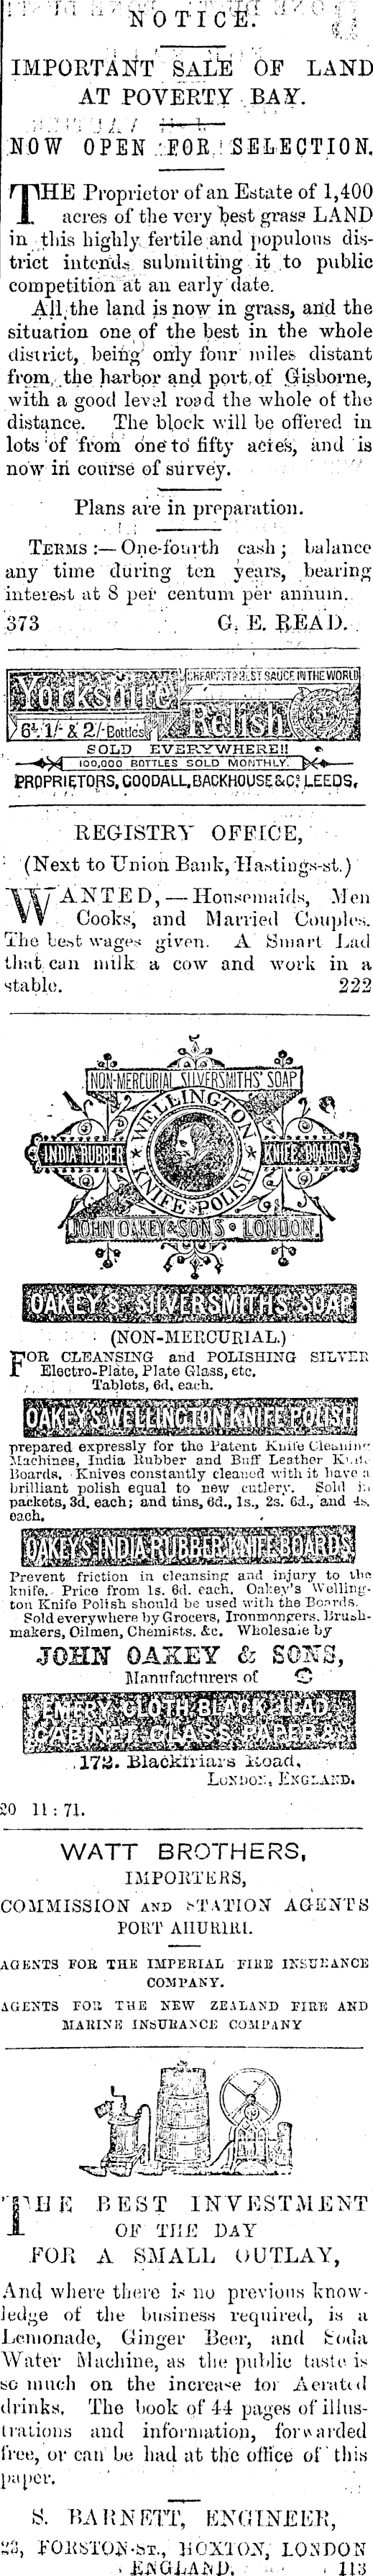 NOTICE.
IMPORTANT SALE OF LAND
AT POVERTY BAY.
NOW OPEN FOR SELECTION.
THE Proprietor of an Estate of 1,400
acres of the very best grass LAND
in this highly fertile and populous dis-
trict intends submitting it to public
competition at an early date.
All the land is now in grass, and the
situation one of the best in the whole
district, being only four miles distant
from the harbor and port of Gisborne,
with a good level road the whole of the
distance. The block will be offered in
lots of from one to fifty acres, and is
now in course of survey.
Plans are in preparation.
TERMS :—One-fourth cash; balance
any time during ten years, bearing
interest at 8 per centum per annum.
373 G. E. READ.
CHEAPEST & BEST SAUCE IN THE WORLD
Yorkshire
Relish
6d. 1/- & 2/- Bottles
SOLD EVERYWHERE!!
100,000 BOTTLES SOLD MONTHLY.
PROPRIETORS, GOODALL, BACKHOUSE & Co. LEEDS,
REGISTRY OFFICE,
(Next to Union Bank, Hastings-st.)
WANTED,—Housemaids, Men
Cooks, and Married Couples.
The best wages given. A Smart Lad
that can milk a cow and work in a
stable. 222
NON-MERCURIAL SILVERSMITHS' SOAP
WELLINGTON
INDIA RUBBER
KNIFE BOARDS
KNIFE POLISH
JOHN OAKEY & SONS LONDON
OAKEY'S SILVERSMITHS SOAP
(NON-MERCURIAL.)
FOR CLEANSING and POLISHING SILVER
Electro-Plate, Plate Glass, etc.
Tablets, 6d. each.
OAKEY'S WELLINGTON KNIFE POLISH
prepared expressly for the Patent Knife Cleaning
Machines, India Rubber and Buff Leather Knife
Boards. Knives constantly cleaned with it have a
brilliant polish equal to new cutlery. Sold in
packets, 3d. each; and tins, 6d., 1s., 2s. 6d., and 4s.
each.
OAKEY'S INDIA RUBBER KNIFE BOARDS
Prevent friction in cleansing and injury to the
knife. Price from 1s. 6d. each. Oakey's Welling-
ton Knife Polish should be used with the Boards.
Sold everywhere by Grocers, Ironmongers, Brush-
makers, Oilmen, Chemists, &c. Wholesale by
JOHN OAKEY & SONS,
Manufacturers of
EMERY CLOTH BLACK LEAD
CABINET GLASS PAPER &c
172. Blackfriars Road,
LONDON, ENGLAND.
20 11 : 71.
WATT BROTHERS,
IMPORTERS,
COMMISSION AND STATION AGENTS
PORT AHURIRI.
AGENTS FOR THE IMPERIAL FIRE INSURANCE
COMPANY.
AGENTS FOR THE NEW ZEALAND FIRE AND
MARINE INSURANCE COMPANY
THE BEST INVESTMENT
OF THE DAY
FOR A SMALL OUTLAY,
And where there is no previous know-
ledge of the business required, is a
Lemonade, Ginger Beer, and Soda
Water Machine, as the public taste is
so much on the increase for Aerated
drinks. The book of 44 pages of illus-
trations and information, forwarded
free, or can be had at the office of this
paper.
S. BARNETT, ENGINEER,
23, FORSTON-ST., HOXTON, LONDON
ENGLAND. 113